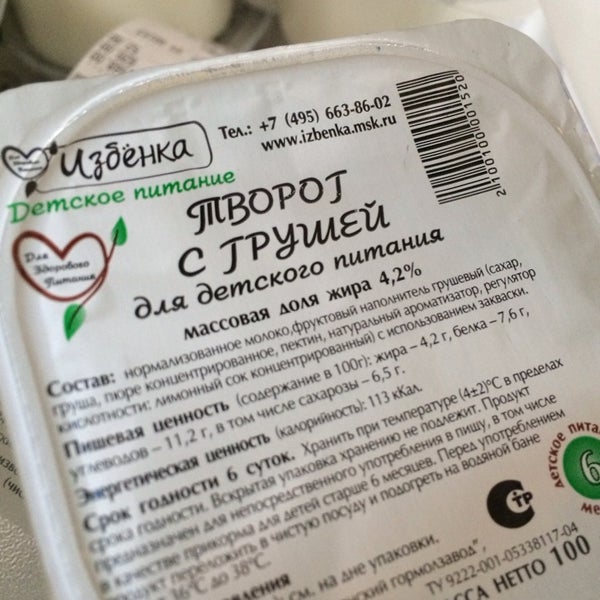 Избёнка
Детское питание
Тел.: +7 (495) 663-86-02
www.izbenka.msk.ru
2100100001520
Для
Здорового
Питания
ТВОРОГ
С ГРУШЕЙ
для детского питания
массовая доля жира 4,2%
Состав: нормализованное молоко,фруктовый наполнитель грушевый (сахар,
груша, пюре концентрированное, пектин, натуральный ароматизатор, регулятор
кислотности: лимонный сок концентрированный) с использованием закваски.
Пищевая ценность (содержание в 100г): жира – 4,2 г, белка – 7,6 г,
углеводов – 11,2 г, в том числе сахарозы – 6,5 г.
Энергетическая ценность (калорийность): 113 кКал.
Срок годности 6 суток. Хранить при температуре (4±2)°С в пределах
срока годности. Вскрытая упаковка хранению не подлежит. Продукт
предназначен для непосредственного употребления в пищу, в том числе
в качестве прикорма для детей старше 6 месяцев. Перед употреблением
продукт переложить в чистую посуду и подогреть на водяной бане
36°С до 38°С.
см. на дне упаковки.
гормолзавод",
ТУ 9222-001-05338117-04
НЕТТО 100
детское пита
6
ме
СТР